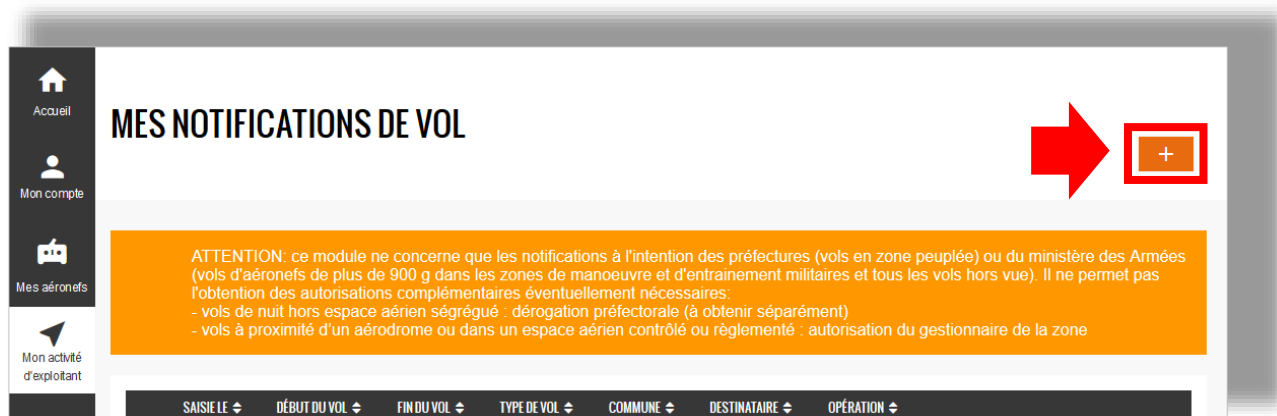 Accueil
Mon compte
Mes aéronefs
Mon activité
d'exploitant
MES NOTIFICATIONS DE VOL
+
ATTENTION: ce module ne concerne que les notifications à l'intention des préfectures (vols en zone peuplée) ou du ministère des Armées
(vols d'aéronefs de plus de 900 g dans les zones de manoeuvre et d'entrainement militaires et tous les vols hors vue). Il ne permet pas
l'obtention des autorisations complémentaires éventuellement nécessaires:
- vols de nuit hors espace aérien ségrégué : dérogation préfectorale (à obtenir séparément)
- vols à proximité d'un aérodrome ou dans un espace aérien contrôlé ou règlementé : autorisation du gestionnaire de la zone
SAISIE LE DÉBUT DU VOL FIN DU VOL TYPE DE VOL COMMUNE DESTINATAIRE OPÉRATION